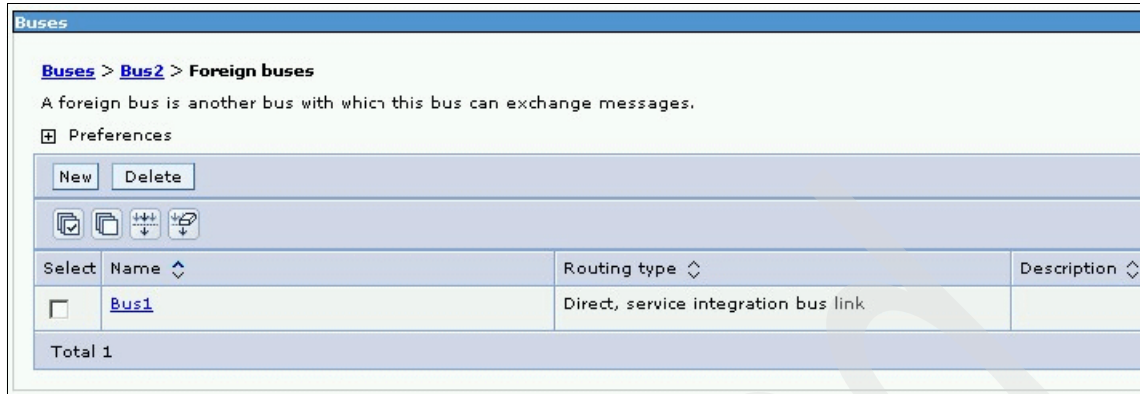 Buses
Buses > Bus2 > Foreign buses
A foreign bus is another bus with which this bus can exchange messages.
Preferences
New Delete
Select Name Routing type Description
Bus1 Direct, service integration bus link
Total 1